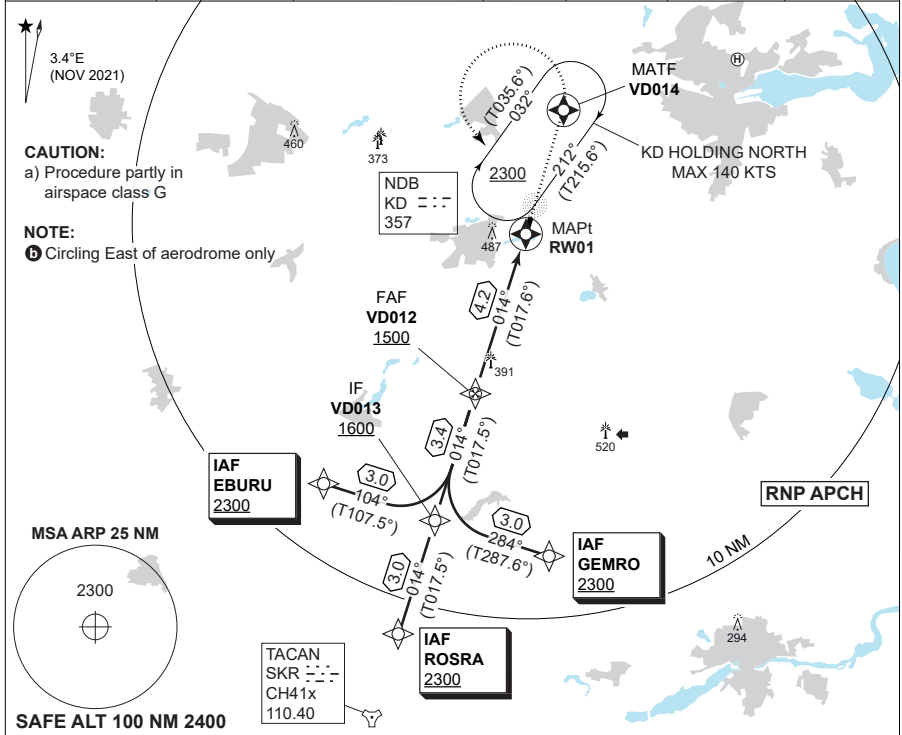 3.4°E
(NOV 2021)
CAUTION:
a) Procedure partly in
airspace class G
NOTE:
b Circling East of aerodrome only
460
373
NDB
KD
357
487
(T035.6°)
032°
2300
212°
(T215.6°)
MATF
VD014
H
KD HOLDING NORTH
MAX 140 KTS
MAPt
RW01
4.2
014°
(T017.6°)
FAF
VD012
1500
391
IF
VD013
1600
3.4
014°
(T017.5°)
520
IAF
EBURU
2300
3.0
104°
(T107.5°)
3.0
284°
(T287.6°)
IAF
GEMRO
2300
RNP APCH
10 NM
3.0
014°
(T017.5°)
IAF
ROSRA
2300
MSA ARP 25 NM
2300
SAFE ALT 100 NM 2400
TACAN
SKR
CH41x
110.40
294